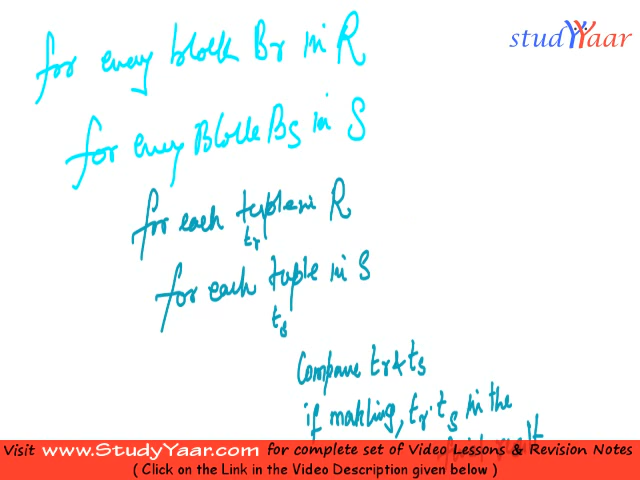 for every block Br in R
studYYaar
for every Block Bs in S
for each tuple in R
tr
for each tuple in S
ts
Compare tr & ts
if matching, tr.ts in the
Visit www.StudyYaar.com for complete set of Video Lessons & Revision Notes
( Click on the Link in the Video Description given below )